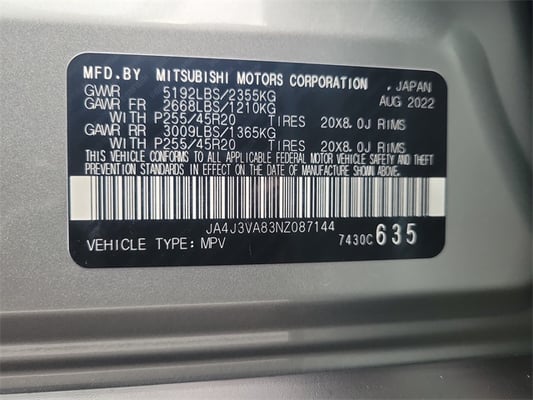 MFD.BY MITSUBISHI MOTORS CORPORATION , JAPAN
GVWR 5192LBS/2355KG AUG 2022
GAWR FR 2668LBS/1210KG
WITH P255/45R20 TIRES 20X8.0J RIMS
GAWR RR 3009LBS/1365KG
WITH P255/45R20 TIRES 20X8.0J RIMS
THIS VEHICLE CONFORMS TO ALL APPLICABLE FEDERAL MOTOR VEHICLE SAFETY AND THEFT
PREVENTION STANDARDS IN EFFECT ON THE DATE OF MANUFACTURE SHOWN ABOVE.
JA4J3VA83NZ087144
VEHICLE TYPE: MPV 7430C 635